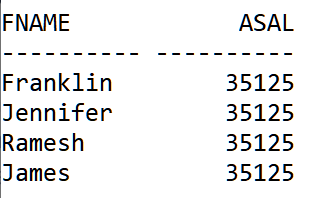 FNAME ASAL
---------- ----------
Franklin 35125
Jennifer 35125
Ramesh 35125
James 35125